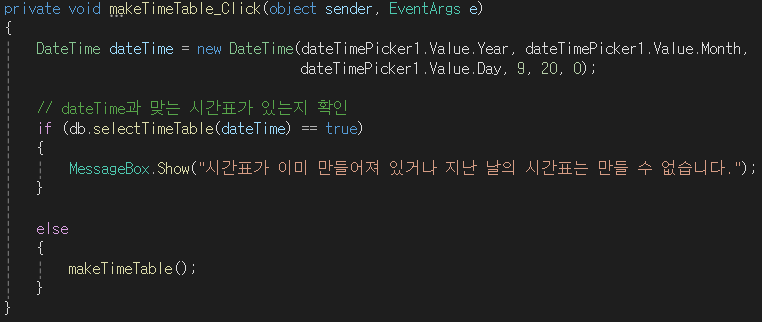 private void makeTimeTable_Click(object sender, EventArgs e)
{
DateTime dateTime = new DateTime(dateTimePicker1.Value.Year, dateTimePicker1.Value.Month,
dateTimePicker1.Value.Day, 9, 20, 0);
// dateTime과 맞는 시간표가 있는지 확인
if (db.selectTimeTable(dateTime) == true)
{
MessageBox.Show("시간표가 이미 만들어져 있거나 지난 날의 시간표는 만들 수 없습니다.");
}
else
{
makeTimeTable();
}
}